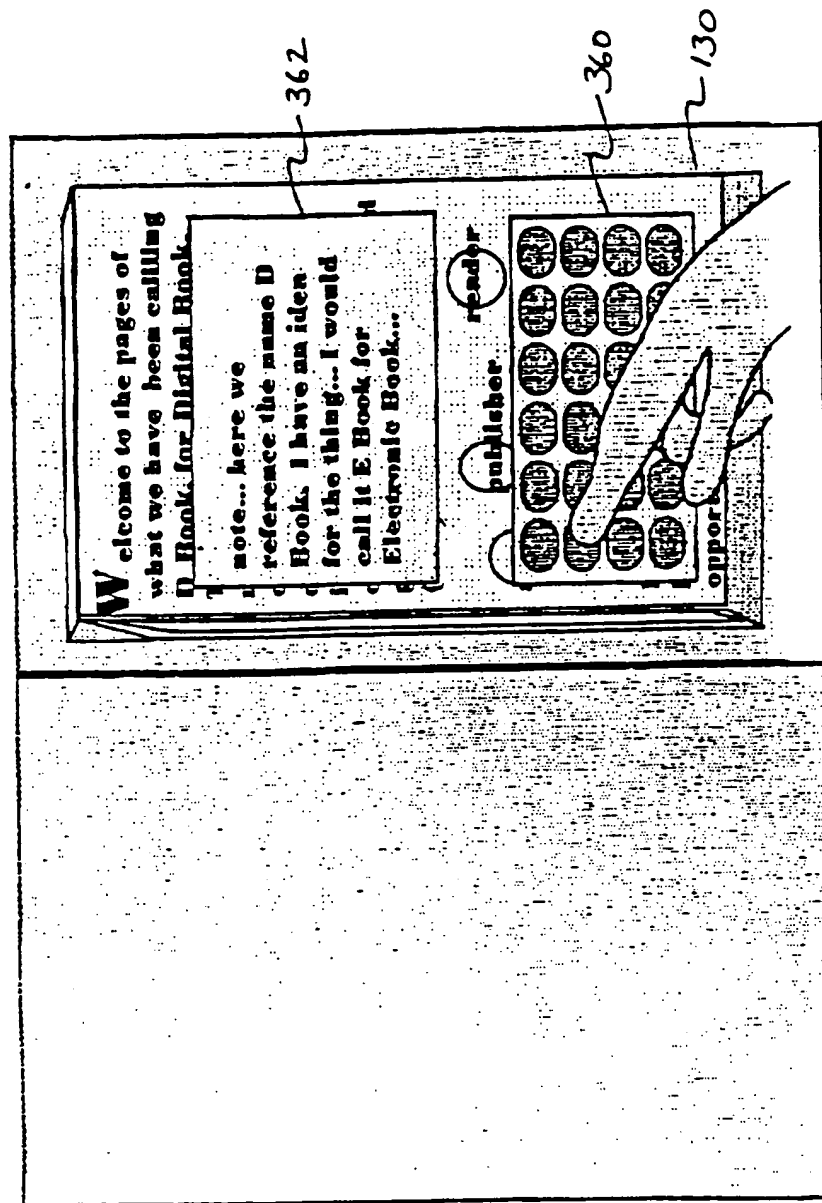 Welcome to the pages of
what we have been calliing
D Book, for Digital Book.
note... here we
reference the name D
Book. I have an iden
for the thing... I would
call it E Book for
Electronic Book...
publisher
reader
oppor
362
360
130